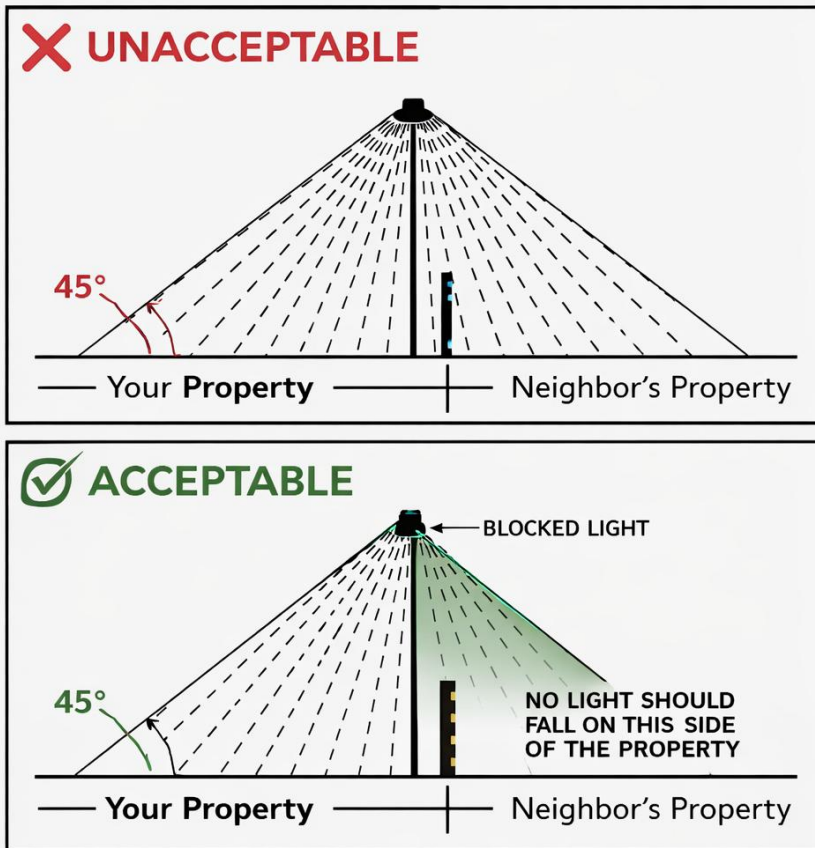 UNACCEPTABLE
45°
Your Property
Neighbor's Property
ACCEPTABLE
BLOCKED LIGHT
45°
NO LIGHT SHOULD
FALL ON THIS SIDE
OF THE PROPERTY
Your Property
Neighbor's Property